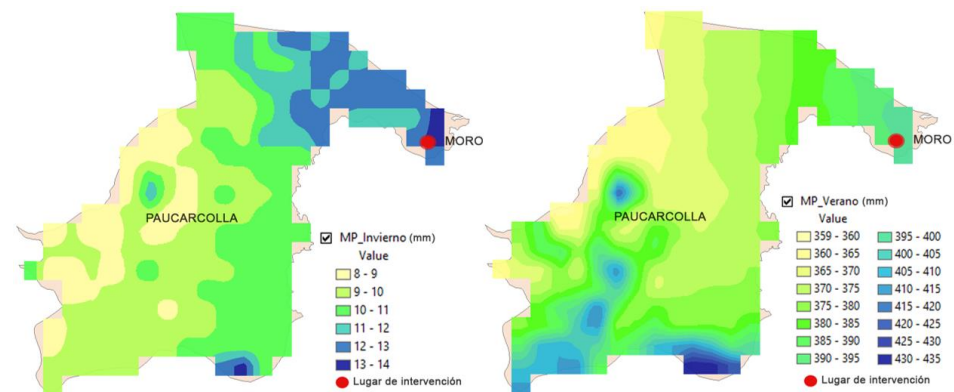 MORO
PAUCARCOLLA
MP_Invierno (mm)
Value
8 - 9
9 - 10
10 - 11
11 - 12
12 - 13
13 - 14
Lugar de intervención
MORO
PAUCARCOLLA
MP_Verano (mm)
Value
359 - 360
360 - 365
365 - 370
370 - 375
375 - 380
380 - 385
385 - 390
390 - 395
395 - 400
400 - 405
405 - 410
410 - 415
415 - 420
420 - 425
425 - 430
430 - 435
Lugar de intervención